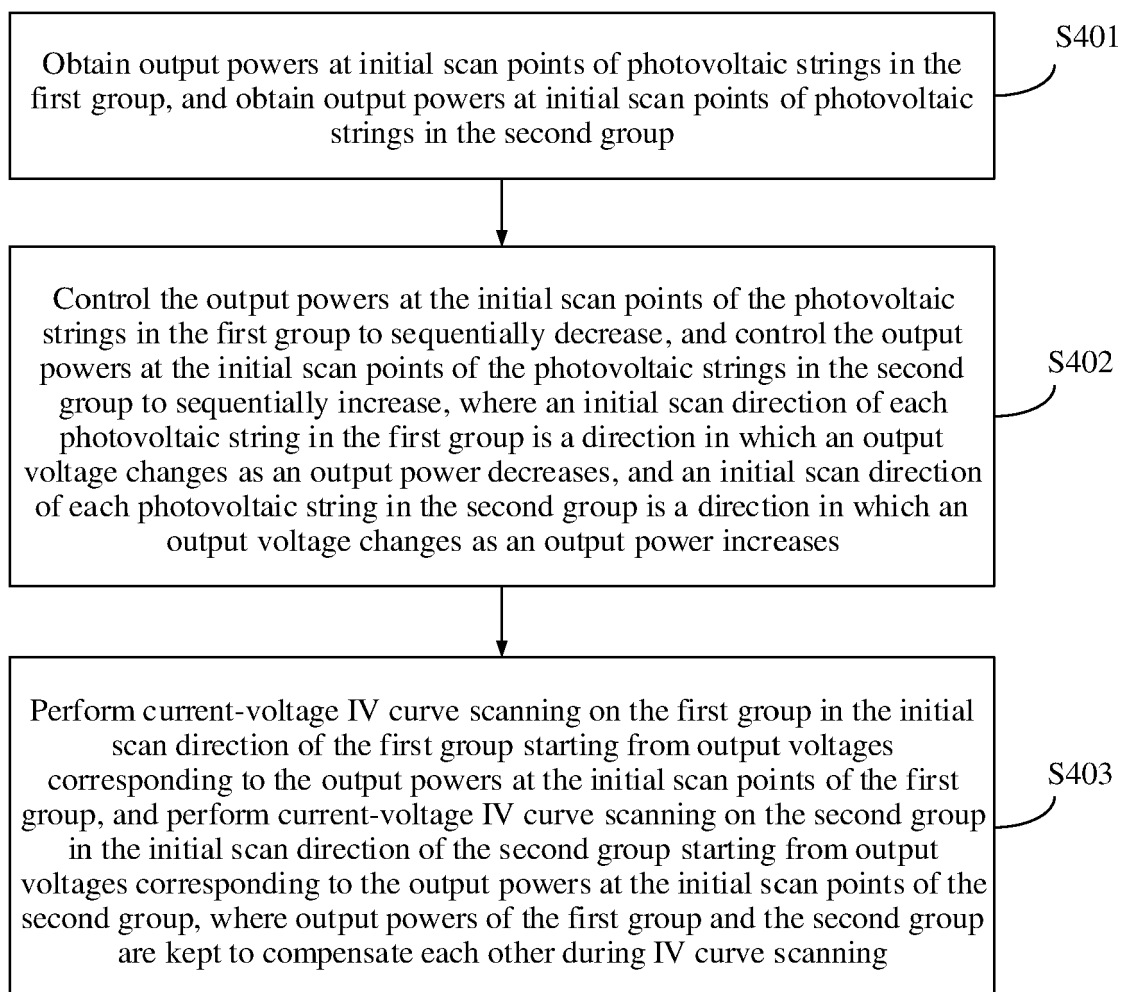 Obtain output powers at initial scan points of photovoltaic strings in the
first group, and obtain output powers at initial scan points of photovoltaic
strings in the second group
S401
Control the output powers at the initial scan points of the photovoltaic
strings in the first group to sequentially decrease, and control the output
powers at the initial scan points of the photovoltaic strings in the second
group to sequentially increase, where an initial scan direction of each
photovoltaic string in the first group is a direction in which an output
voltage changes as an output power decreases, and an initial scan direction
of each photovoltaic string in the second group is a direction in which an
output voltage changes as an output power increases
S402
Perform current-voltage IV curve scanning on the first group in the initial
scan direction of the first group starting from output voltages
corresponding to the output powers at the initial scan points of the first
group, and perform current-voltage IV curve scanning on the second group
in the initial scan direction of the second group starting from output
voltages corresponding to the output powers at the initial scan points of the
second group, where output powers of the first group and the second group
are kept to compensate each other during IV curve scanning
S403